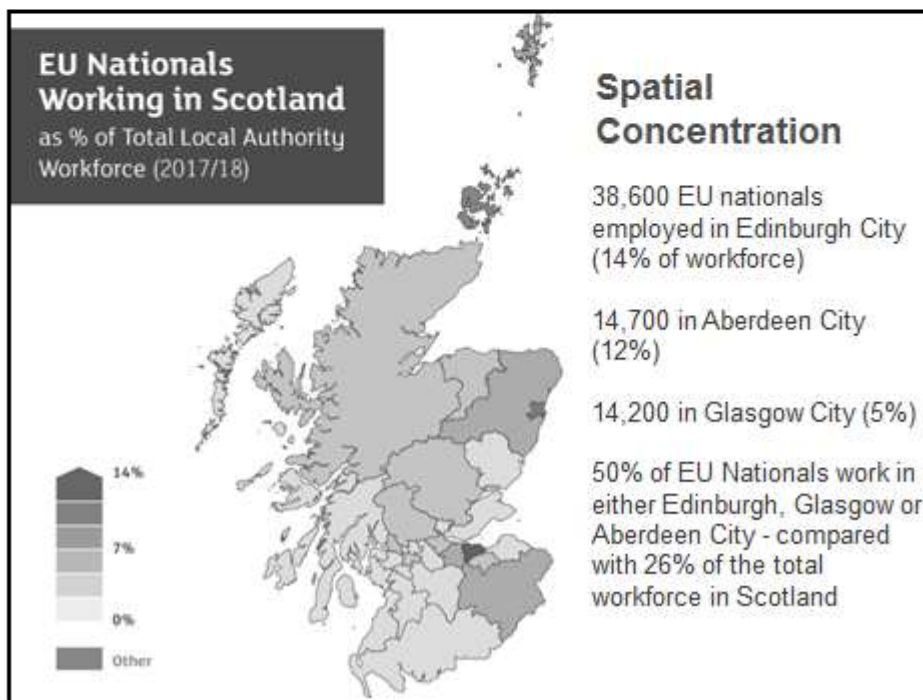 EU Nationals
Working in Scotland
as % of Total Local Authority
Workforce (2017/18)
Spatial
Concentration
38,600 EU nationals
employed in Edinburgh City
(14% of workforce)
14,700 in Aberdeen City
(12%)
14,200 in Glasgow City (5%)
50% of EU Nationals work in
either Edinburgh, Glasgow or
Aberdeen City - compared
with 26% of the total
workforce in Scotland
14%
7%
0%
Other